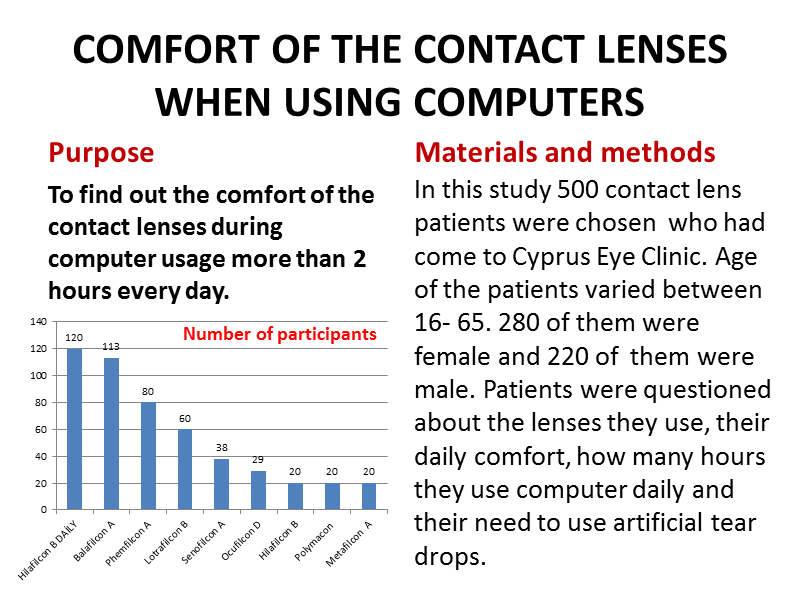 COMFORT OF THE CONTACT LENSES
WHEN USING COMPUTERS
Purpose
To find out the comfort of the
contact lenses during
computer usage more than 2
hours every day.
Number of participants
140
120
100
80
60
40
20
0
120
113
80
60
38
29
20
20
20
Hilafilcon B DAİLY
Balafilcon A
Phemfilcon A
Lotrafilcon B
Senofilcon A
Ocufilcon D
Hilafilcon B
Polymacon
Metafilcon A
Materials and methods
In this study 500 contact lens
patients were chosen who had
come to Cyprus Eye Clinic. Age
of the patients varied between
16- 65. 280 of them were
female and 220 of them were
male. Patients were questioned
about the lenses they use, their
daily comfort, how many hours
they use computer daily and
their need to use artificial tear
drops.